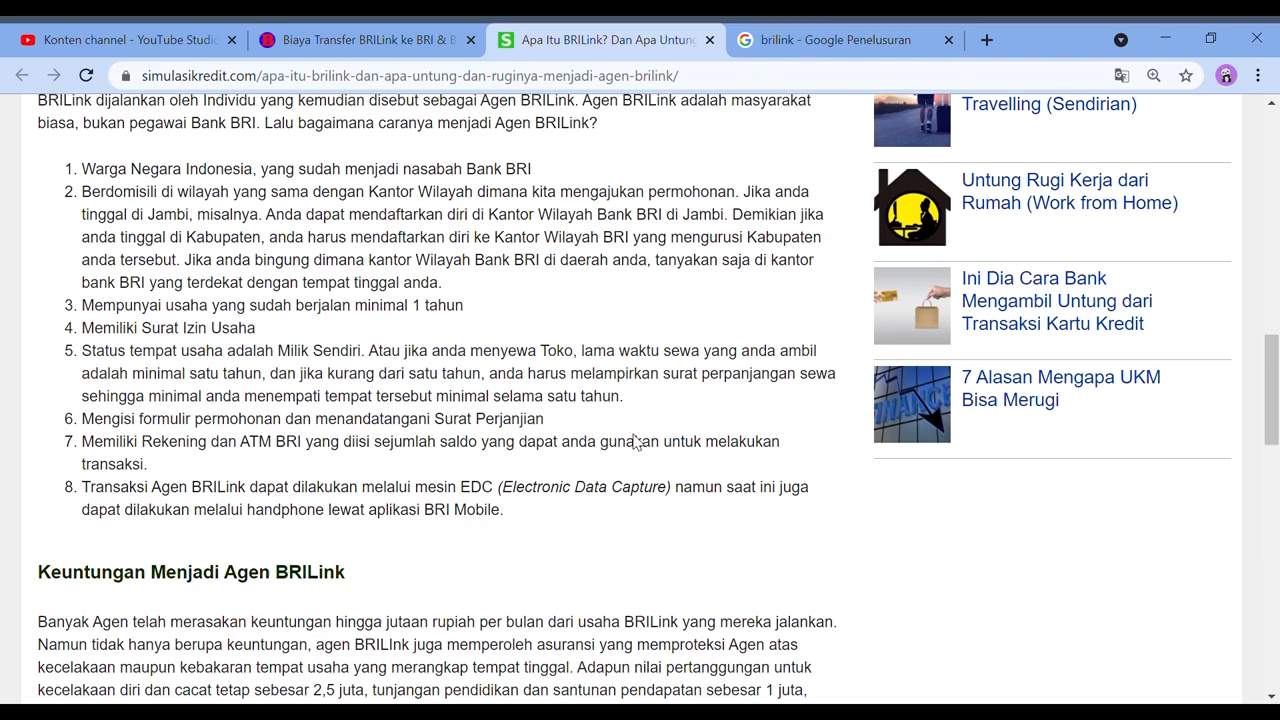 Konten channel - YouTube Studio
Biaya Transfer BRILink ke BRI & B
Apa Itu BRILink? Dan Apa Untung
brilink - Google Penelusuran
simulasikredit.com/apa-itu-brilink-dan-apa-untung-dan-ruginya-menjadi-agen-brilink/
BRILink dijalankan oleh Individu yang kemudian disebut sebagai Agen BRILink. Agen BRILink adalah masyarakat
biasa, bukan pegawai Bank BRI. Lalu bagaimana caranya menjadi Agen BRILink?
1. Warga Negara Indonesia, yang sudah menjadi nasabah Bank BRI
2. Berdomisili di wilayah yang sama dengan Kantor Wilayah dimana kita mengajukan permohonan. Jika anda
tinggal di Jambi, misalnya. Anda dapat mendaftarkan diri di Kantor Wilayah Bank BRI di Jambi. Demikian jika
anda tinggal di Kabupaten, anda harus mendaftarkan diri ke Kantor Wilayah BRI yang mengurusi Kabupaten
anda tersebut. Jika anda bingung dimana kantor Wilayah Bank BRI di daerah anda, tanyakan saja di kantor
bank BRI yang terdekat dengan tempat tinggal anda.
3. Mempunyai usaha yang sudah berjalan minimal 1 tahun
4. Memiliki Surat Izin Usaha
5. Status tempat usaha adalah Milik Sendiri. Atau jika anda menyewa Toko, lama waktu sewa yang anda ambil
adalah minimal satu tahun, dan jika kurang dari satu tahun, anda harus melampirkan surat perpanjangan sewa
sehingga minimal anda menempati tempat tersebut minimal selama satu tahun.
6. Mengisi formulir permohonan dan menandatangani Surat Perjanjian
7. Memiliki Rekening dan ATM BRI yang diisi sejumlah saldo yang dapat anda gunakan untuk melakukan
transaksi.
8. Transaksi Agen BRILink dapat dilakukan melalui mesin EDC (Electronic Data Capture) namun saat ini juga
dapat dilakukan melalui handphone lewat aplikasi BRI Mobile.
Keuntungan Menjadi Agen BRILink
Banyak Agen telah merasakan keuntungan hingga jutaan rupiah per bulan dari usaha BRILink yang mereka jalankan.
Namun tidak hanya berupa keuntungan, agen BRILInk juga memperoleh asuransi yang memproteksi Agen atas
kecelakaan maupun kebakaran tempat usaha yang merangkap tempat tinggal. Adapun nilai pertanggungan untuk
kecelakaan diri dan cacat tetap sebesar 2,5 juta, tunjangan pendidikan dan santunan pendapatan sebesar 1 juta,
Travelling (Sendirian)
Untung Rugi Kerja dari
Rumah (Work from Home)
Ini Dia Cara Bank
Mengambil Untung dari
Transaksi Kartu Kredit
7 Alasan Mengapa UKM
Bisa Merugi
FINANCE